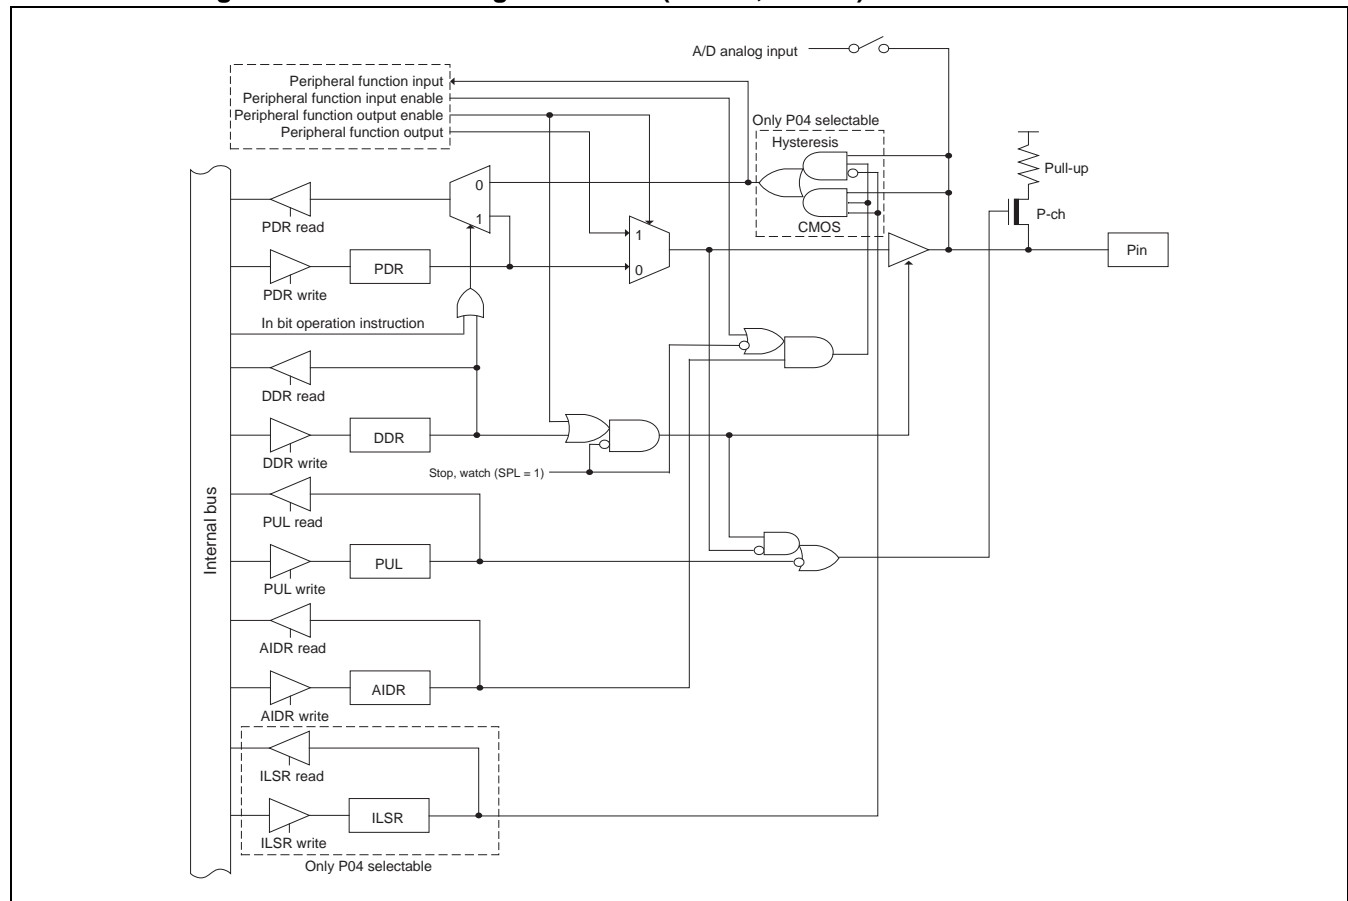 A/D analog input
Peripheral function input
Peripheral function input enable
Peripheral function output enable
Peripheral function output
Only P04 selectable
Hysteresis
CMOS
Pull-up
P-ch
Pin
0
1
1
0
PDR read
PDR
PDR write
In bit operation instruction
DDR read
DDR
DDR write
Stop, watch (SPL = 1)
Internal bus
PUL read
PUL
PUL write
AIDR read
AIDR
AIDR write
ILSR read
ILSR
ILSR write
Only P04 selectable